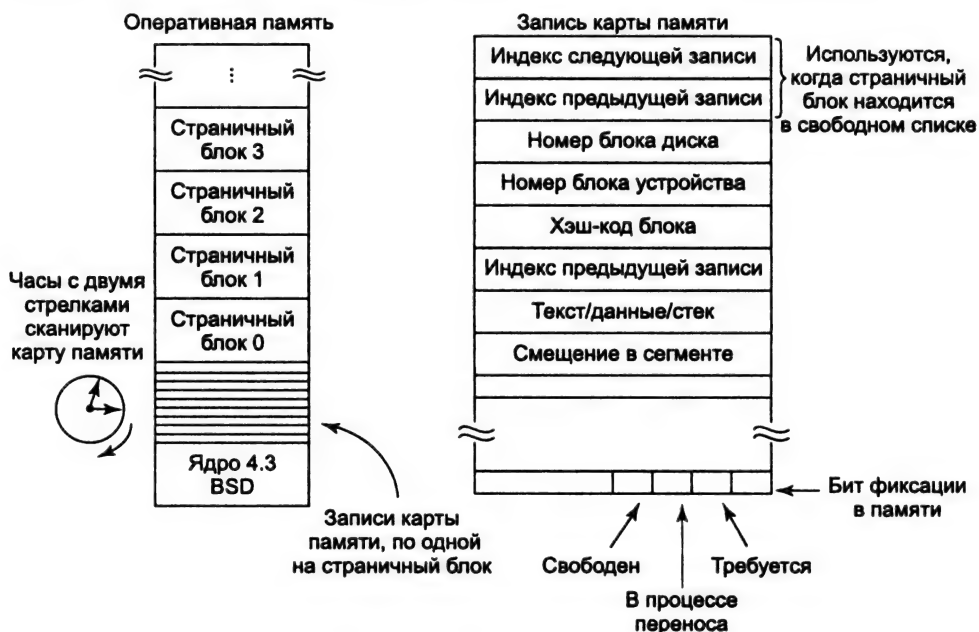 Оперативная память
⋮
Страничный
блок 3
Страничный
блок 2
Страничный
блок 1
Страничный
блок 0
Ядро 4.3
BSD
Часы с двумя
стрелками
сканируют
карту памяти
Записи карты
памяти, по одной
на страничный блок
Запись карты памяти
Индекс следующей записи
Индекс предыдущей записи
Номер блока диска
Номер блока устройства
Хэш-код блока
Индекс предыдущей записи
Текст/данные/стек
Смещение в сегменте
Используются,
когда страничный
блок находится
в свободном списке
Бит фиксации
в памяти
Свободен
В процессе
переноса
Требуется